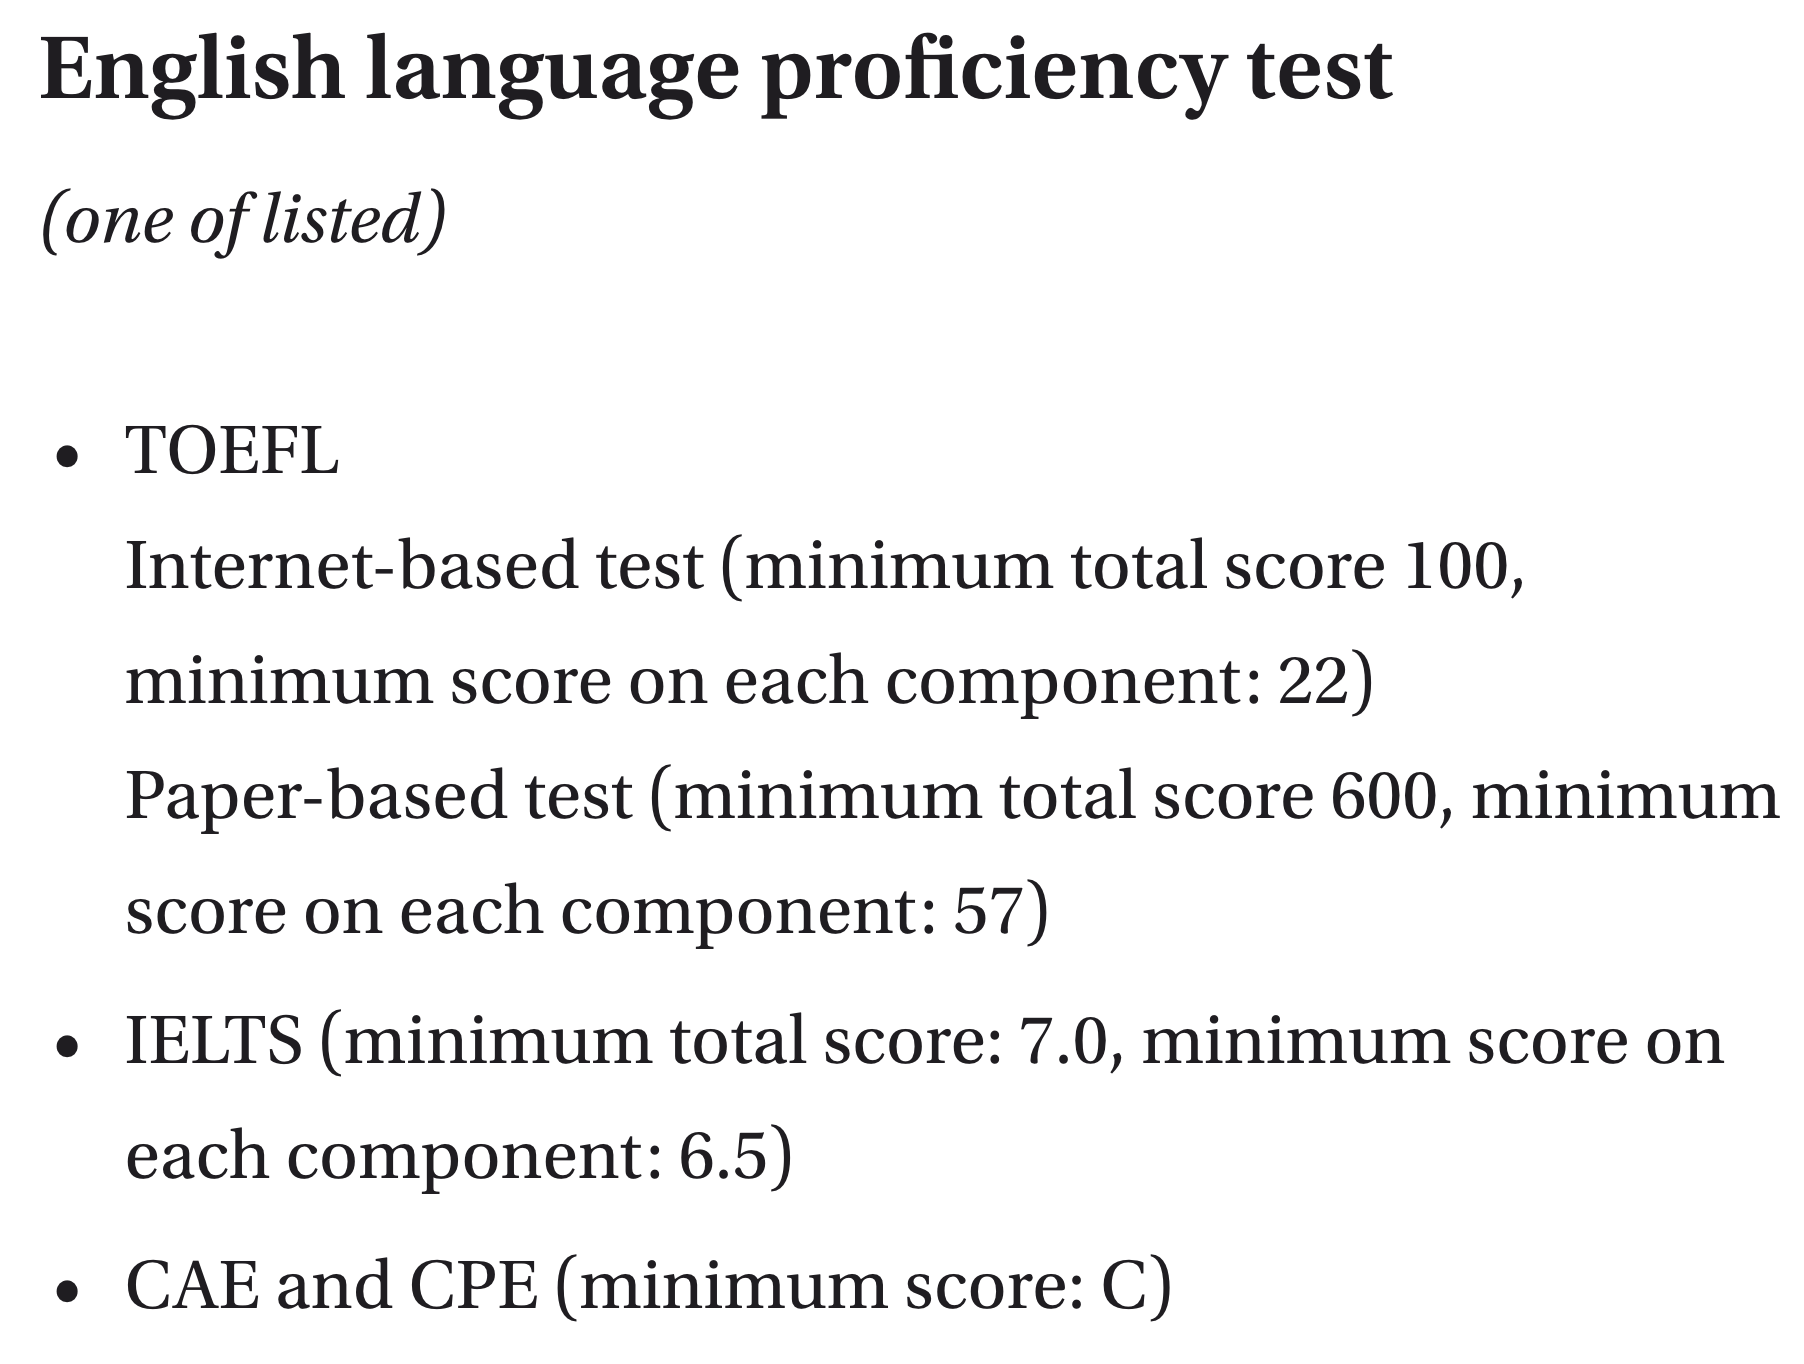 English language proficiency test
(one of listed)
• TOEFL
Internet-based test (minimum total score 100,
minimum score on each component: 22)
Paper-based test (minimum total score 600, minimum
score on each component: 57)
• IELTS (minimum total score: 7.0, minimum score on
each component: 6.5)
• CAE and CPE (minimum score: C)